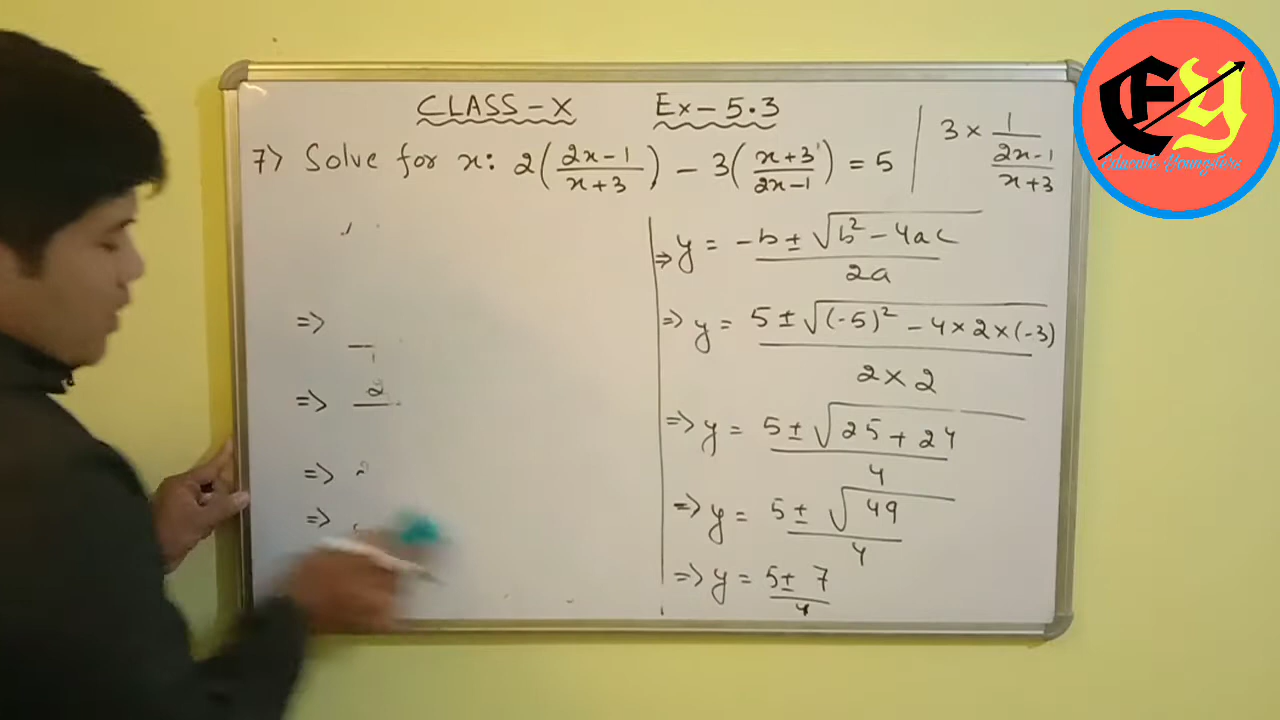 CLASS-X Ex-5.3
7) Solve for x: 2((2x-1)/(x+3)) - 3((x+3)/(2x-1)) = 5 | 3 × 1/((2x-1)/(x+3))
Educatio Youngsters
=>
=> 2
=>
=>
=> y = (-b ± √(b² - 4ac))/2a
=> y = (5 ± √((-5)² - 4×2×(-3)))/(2×2)
=> y = (5 ± √(25 + 24))/4
=> y = (5 ± √49)/4
=> y = (5 ± 7)/4